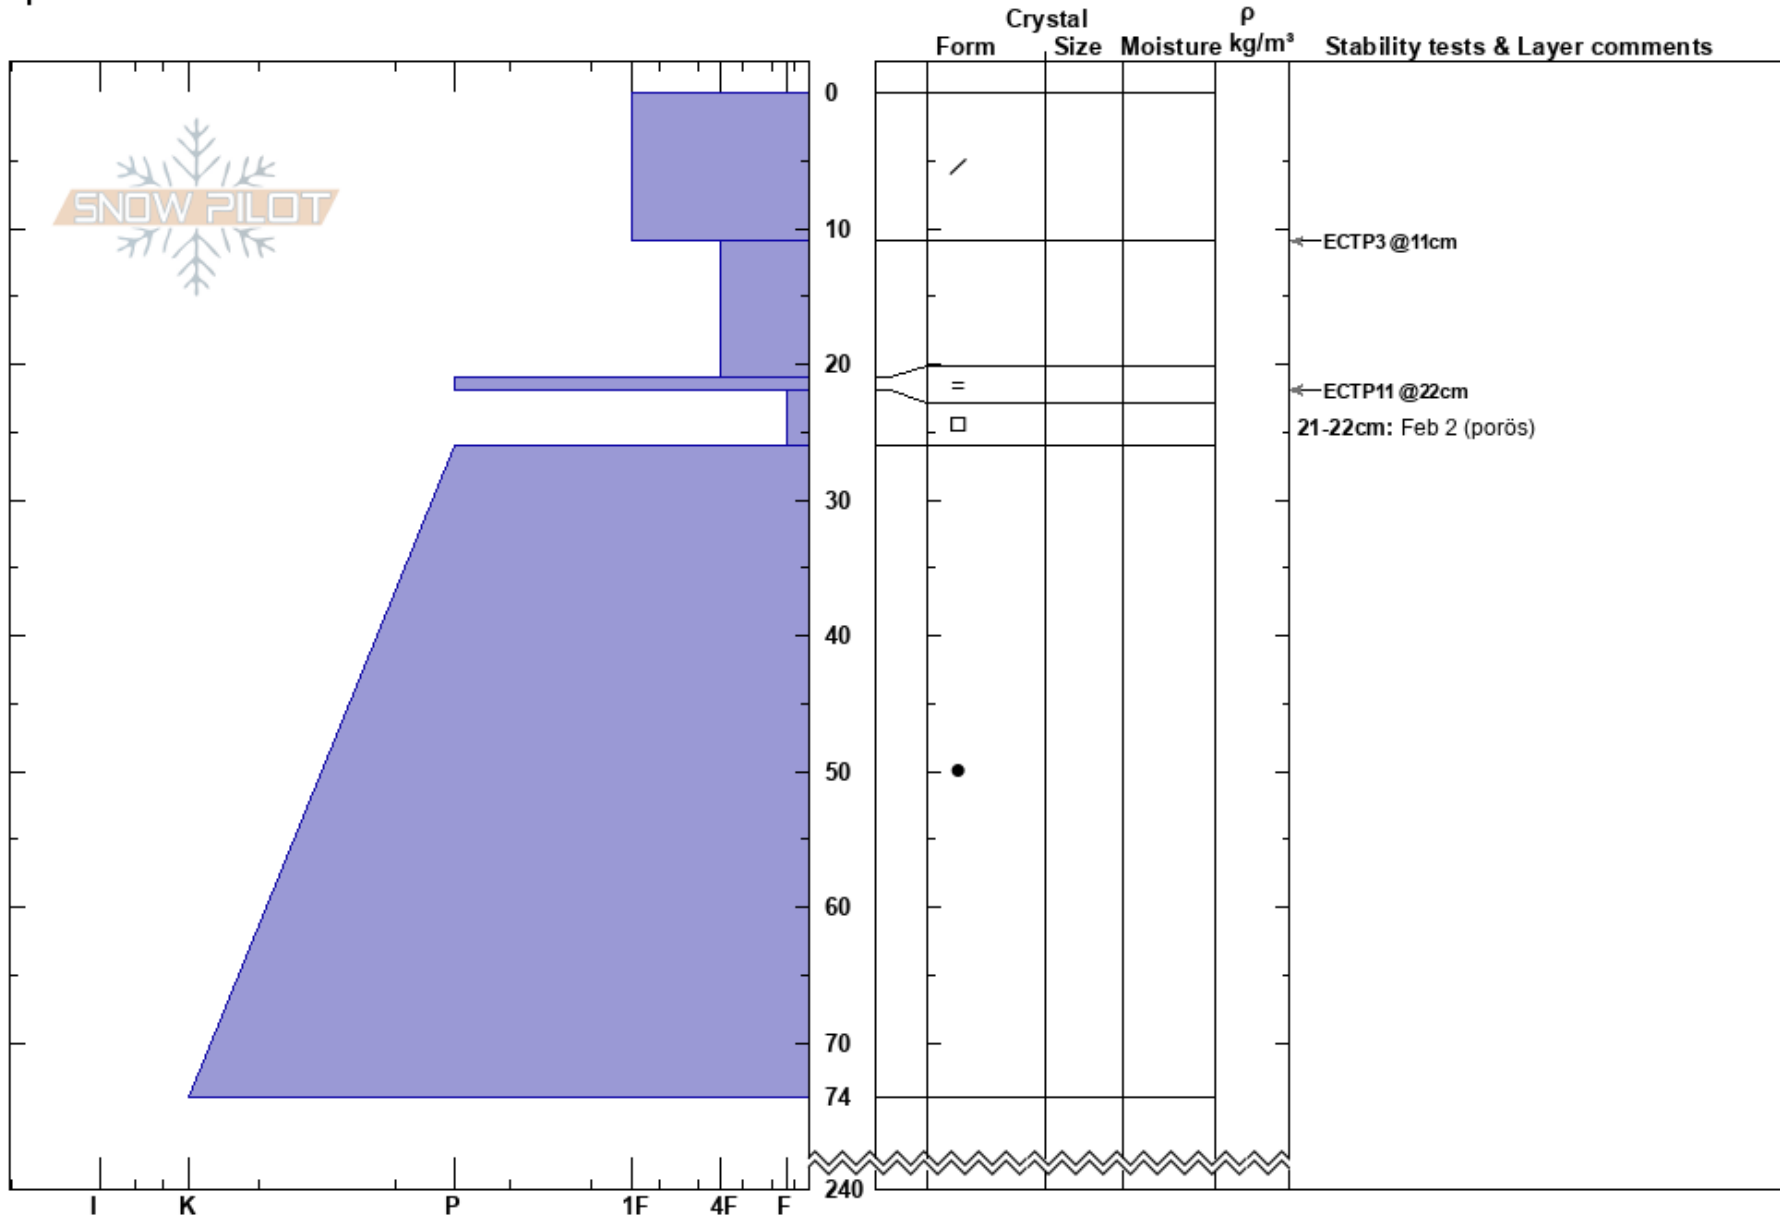 Crystal ρ
Form Size Moisture kg/m³ Stability tests & Layer comments
0
SNOW PILOT
10
ECTP3 @11cm
20
ECTP11 @22cm
21-22cm: Feb 2 (porös)
30
40
50
60
70
74
240
I K P 1F 4F F